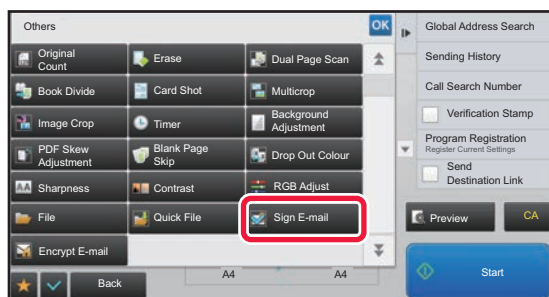 Others
OK
Original
Count
Erase
Dual Page Scan
Book Divide
Card Shot
Multicrop
Image Crop
Timer
Background
Adjustment
PDF Skew
Adjustment
Blank Page
Skip
Drop Out Colour
AA
Sharpness
Contrast
RGB Adjust
File
Quick File
Sign E-mail
Encrypt E-mail
Back
A4
A4
Global Address Search
Sending History
Call Search Number
Verification Stamp
Program Registration
Register Current Settings
Send
Destination Link
Preview
CA
Start